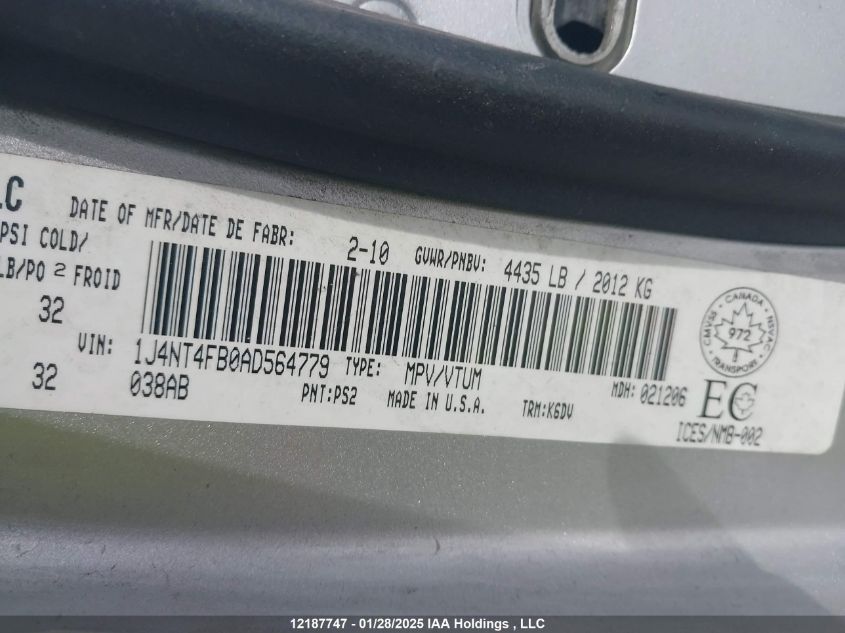 LC
DATE OF MFR/DATE DE FABR: 2-10 GVWR/PNBV: 4435 LB / 2012 KG
PSI COLD/
LB/PO 2 FROID
32
VIN: 1J4NT4FB0AD564779 TYPE: MPV/VTUM MDH: 021206
32
038AB PNT:PS2 MADE IN U.S.A. TRM:K6DV
CMVSS • CANADA • NSVAC • TRANSPORT
972
EC
ICES/NMB-002
12187747 - 01/28/2025 IAA Holdings , LLC